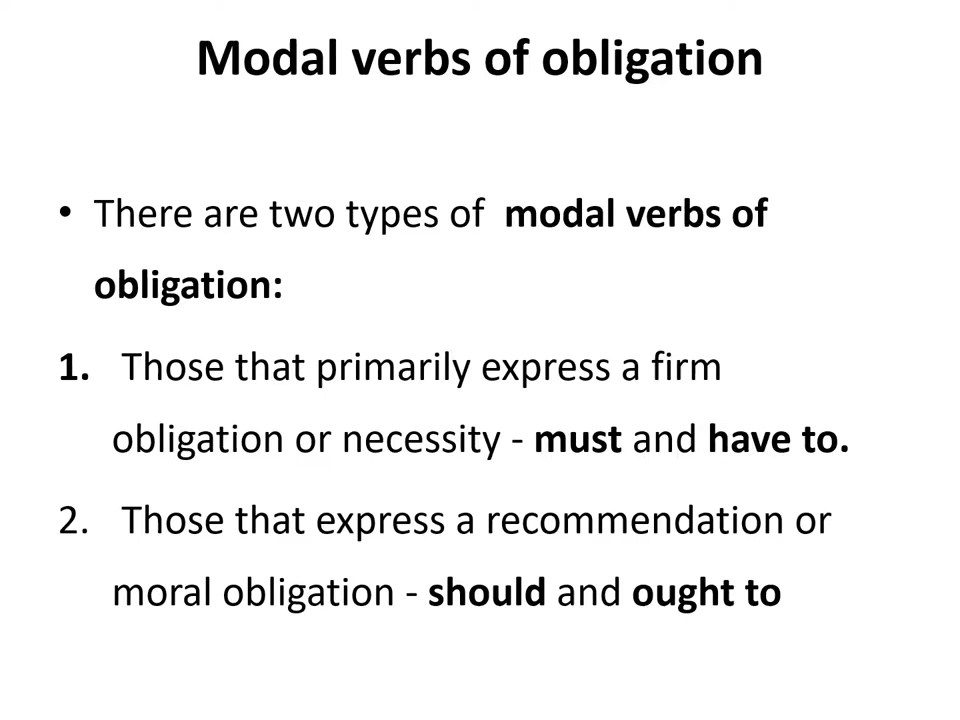 Modal verbs of obligation
• There are two types of  modal verbs of
obligation:
1.  Those that primarily express a firm
obligation or necessity - must and have to.
2.  Those that express a recommendation or
moral obligation - should and ought to